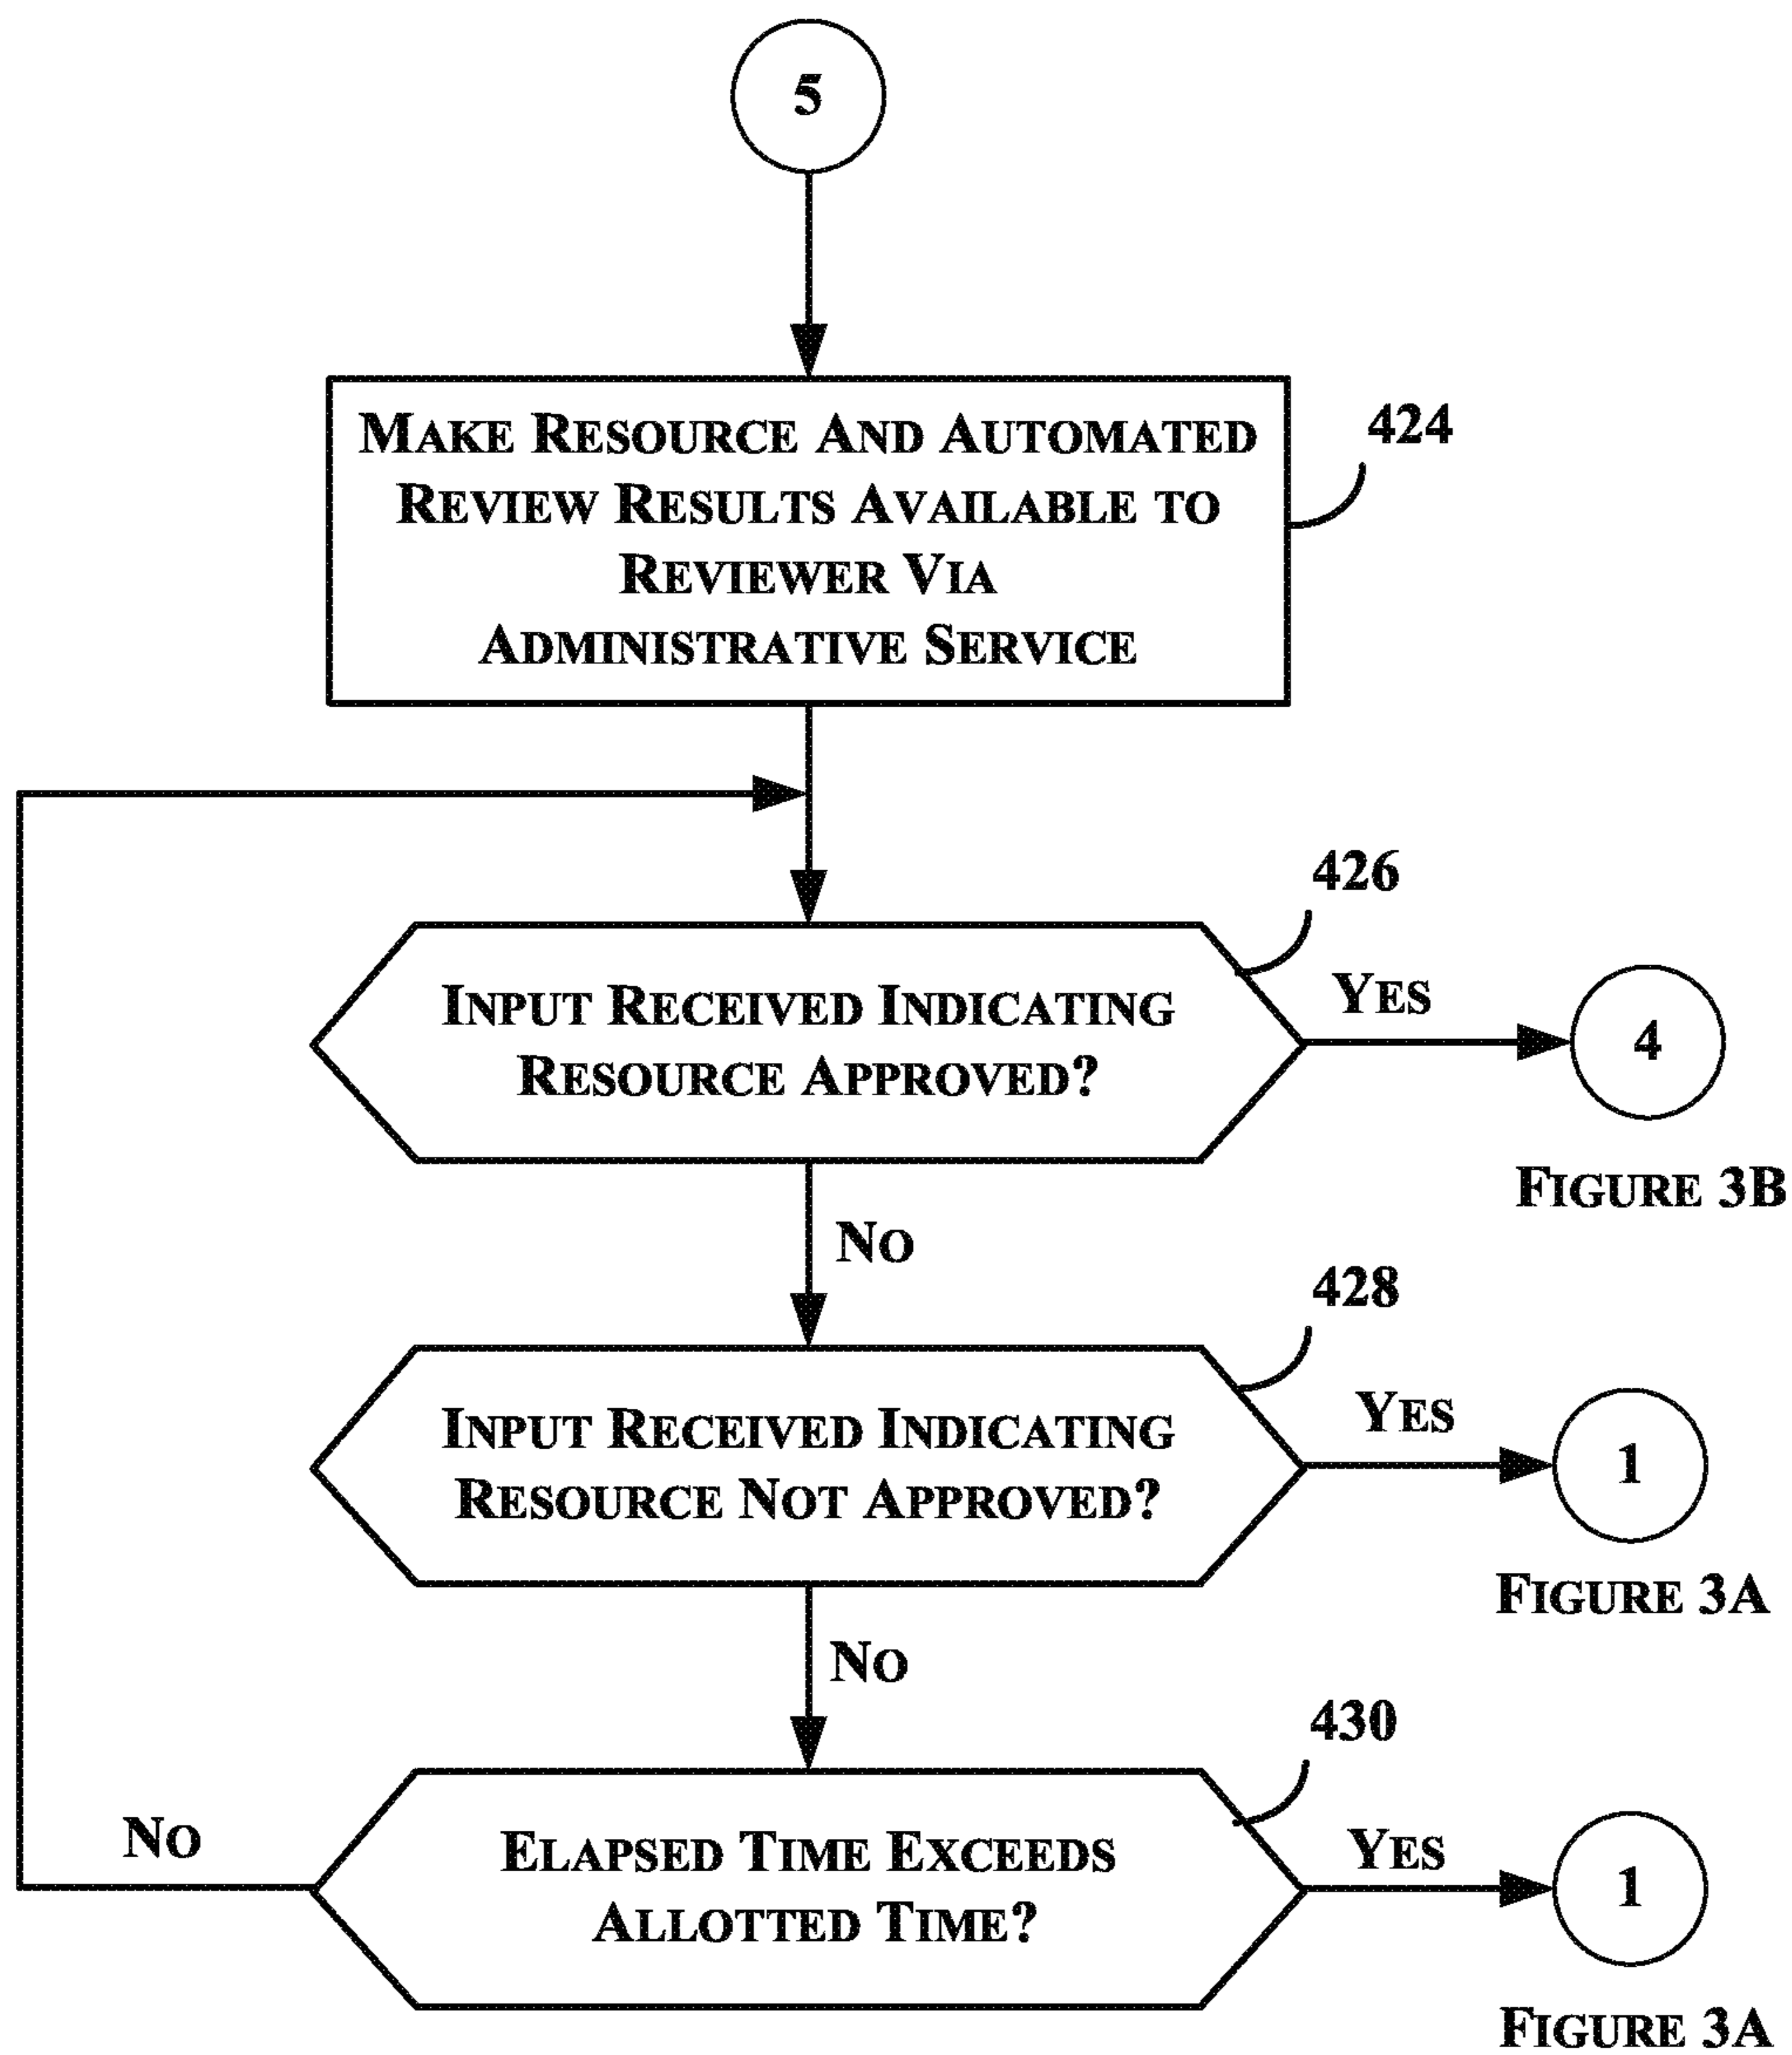 5
MAKE RESOURCE AND AUTOMATED
REVIEW RESULTS AVAILABLE TO
REVIEWER VIA
ADMINISTRATIVE SERVICE
424
426
INPUT RECEIVED INDICATING
RESOURCE APPROVED?
YES
4
FIGURE 3B
NO
428
INPUT RECEIVED INDICATING
RESOURCE NOT APPROVED?
YES
1
FIGURE 3A
NO
430
ELAPSED TIME EXCEEDS
ALLOTTED TIME?
NO
YES
1
FIGURE 3A